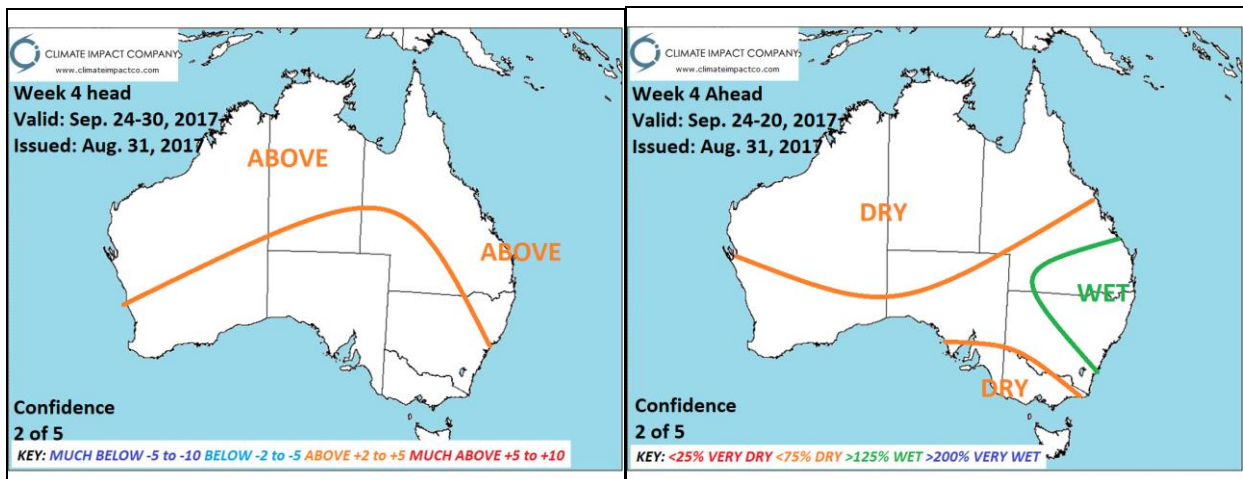 CLIMATE IMPACT COMPANY
www.climateimpactco.com
Week 4 head
Valid: Sep. 24-30, 2017
Issued: Aug. 31, 2017
ABOVE
ABOVE
Confidence
2 of 5
KEY: MUCH BELOW -5 to -10 BELOW -2 to -5 ABOVE +2 to +5 MUCH ABOVE +5 to +10
CLIMATE IMPACT COMPANY
www.climateimpactco.com
Week 4 Ahead
Valid: Sep. 24-20, 2017
Issued: Aug. 31, 2017
DRY
WET
DRY
Confidence
2 of 5
KEY: <25% VERY DRY <75% DRY >125% WET >200% VERY WET